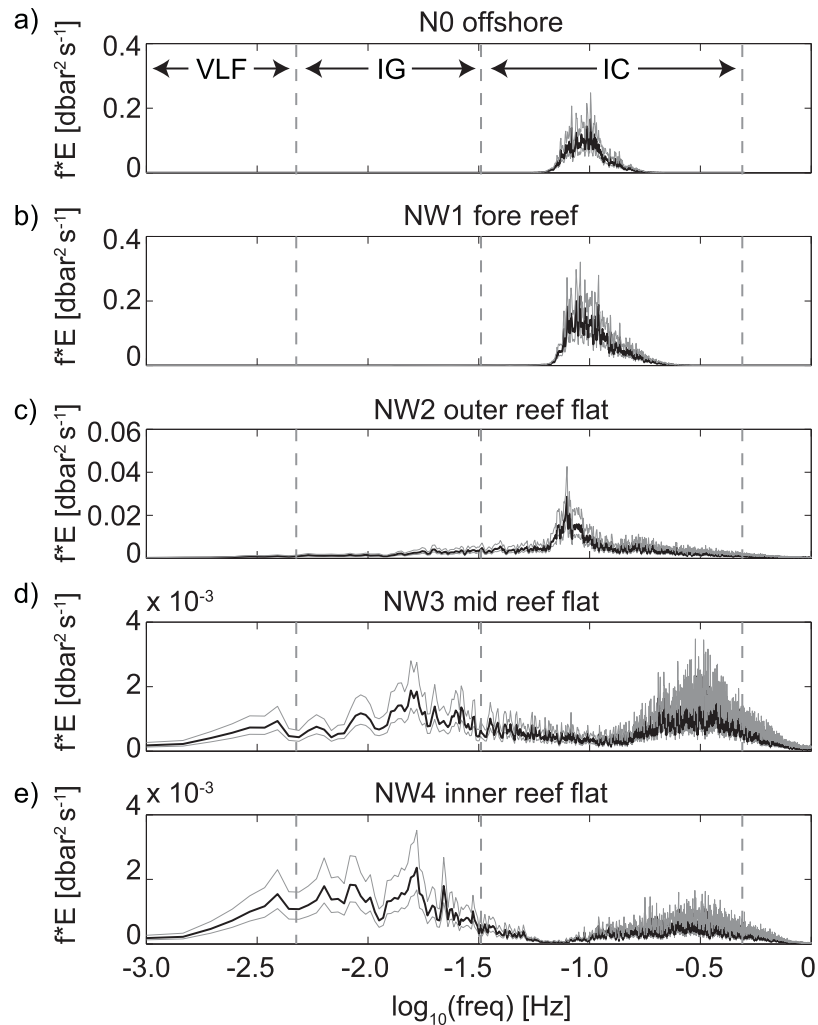 a) N0 offshore
0.4
0.2
0
f*E [dbar² s⁻¹]
VLF IG IC
b) NW1 fore reef
0.4
0.2
0
f*E [dbar² s⁻¹]
c) NW2 outer reef flat
0.06
0.04
0.02
0
f*E [dbar² s⁻¹]
d) x 10⁻³ NW3 mid reef flat
4
2
0
f*E [dbar² s⁻¹]
e) x 10⁻³ NW4 inner reef flat
4
2
0
f*E [dbar² s⁻¹]
-3.0 -2.5 -2.0 -1.5 -1.0 -0.5 0
log₁₀(freq) [Hz]